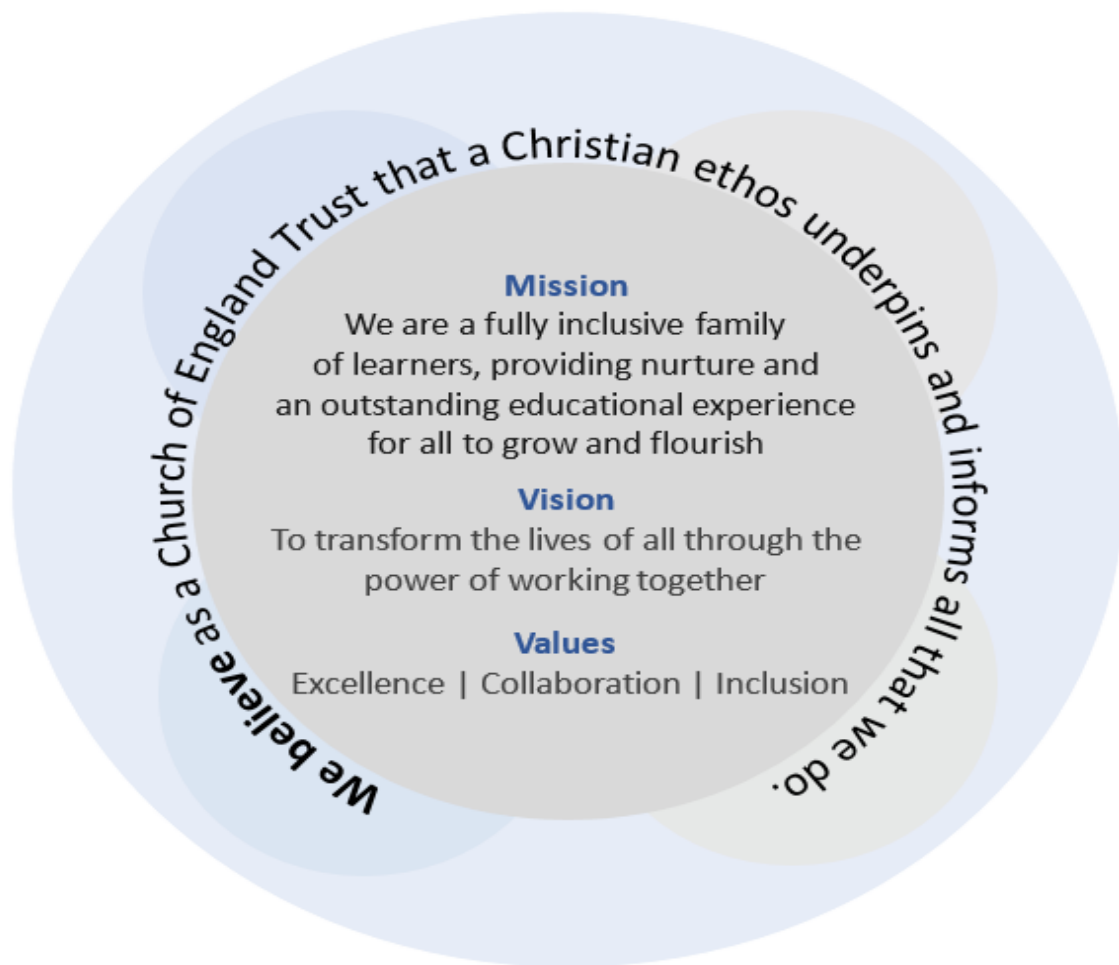 We believe as a Church of England Trust that a Christian ethos underpins and informs all that we do.
Mission
We are a fully inclusive family
of learners, providing nurture and
an outstanding educational experience
for all to grow and flourish
Vision
To transform the lives of all through the
power of working together
Values
Excellence | Collaboration | Inclusion